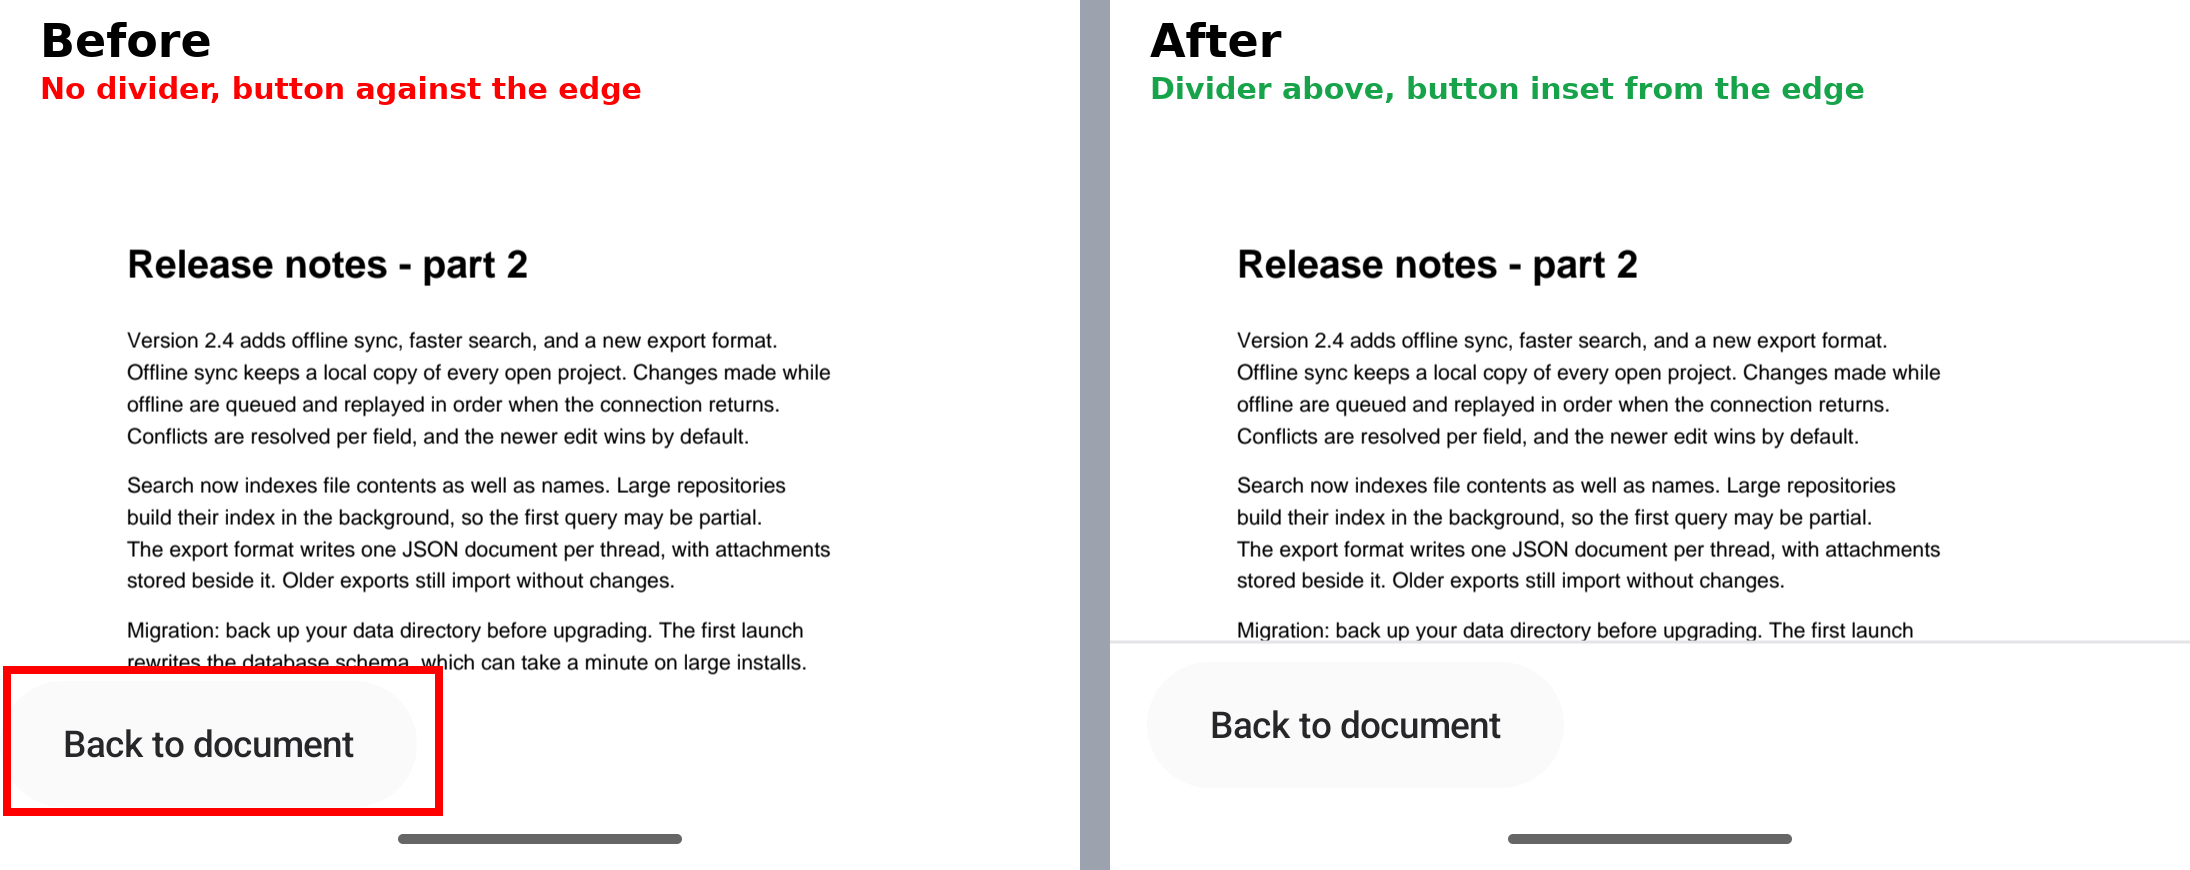 Before
No divider, button against the edge
Release notes - part 2
Version 2.4 adds offline sync, faster search, and a new export format.
Offline sync keeps a local copy of every open project. Changes made while
offline are queued and replayed in order when the connection returns.
Conflicts are resolved per field, and the newer edit wins by default.
Search now indexes file contents as well as names. Large repositories
build their index in the background, so the first query may be partial.
The export format writes one JSON document per thread, with attachments
stored beside it. Older exports still import without changes.
Migration: back up your data directory before upgrading. The first launch
rewrites the database schema, which can take a minute on large installs.
Back to document
After
Divider above, button inset from the edge
Release notes - part 2
Version 2.4 adds offline sync, faster search, and a new export format.
Offline sync keeps a local copy of every open project. Changes made while
offline are queued and replayed in order when the connection returns.
Conflicts are resolved per field, and the newer edit wins by default.
Search now indexes file contents as well as names. Large repositories
build their index in the background, so the first query may be partial.
The export format writes one JSON document per thread, with attachments
stored beside it. Older exports still import without changes.
Migration: back up your data directory before upgrading. The first launch
Back to document